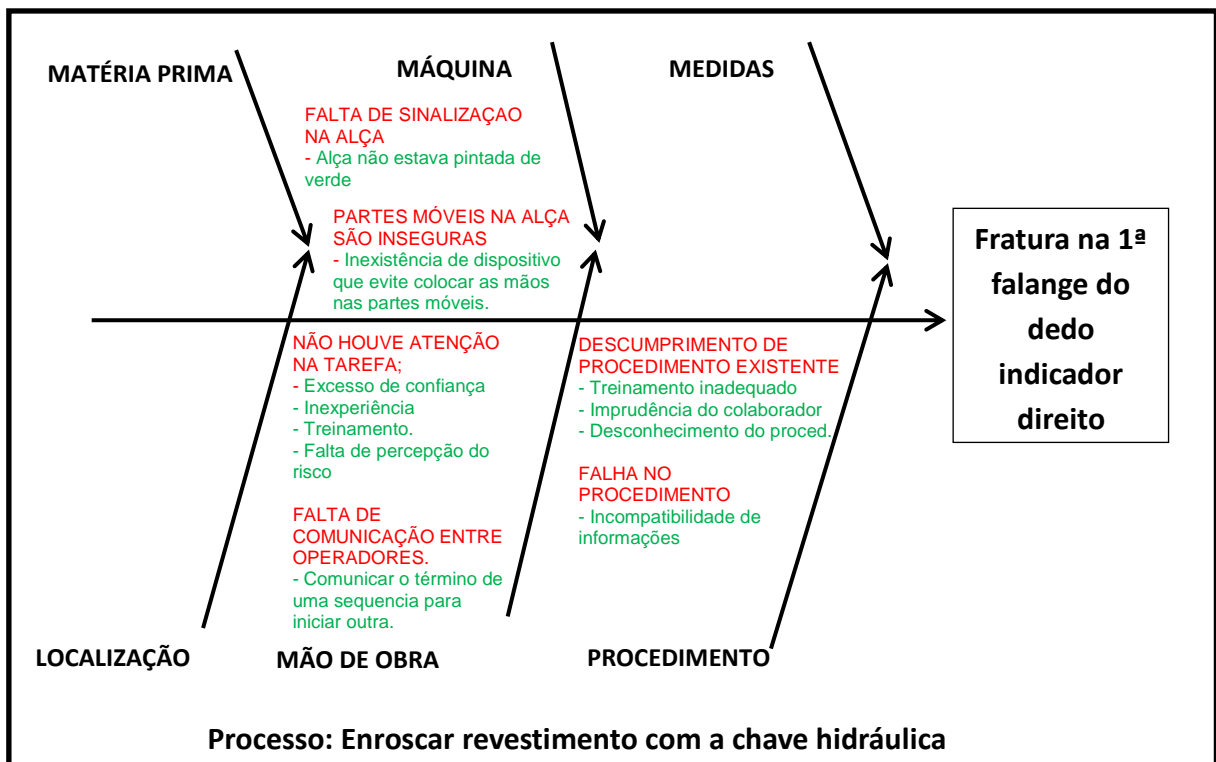 MATÉRIA PRIMA
MÁQUINA
MEDIDAS
FALTA DE SINALIZAÇAO
NA ALÇA
- Alça não estava pintada de
verde
PARTES MÓVEIS NA ALÇA
SÃO INSEGURAS
- Inexistência de dispositivo
que evite colocar as mãos
nas partes móveis.
Fratura na 1ª
falange do
dedo
indicador
direito
NÃO HOUVE ATENÇÃO
NA TAREFA;
- Excesso de confiança
- Inexperiência
- Treinamento.
- Falta de percepção do
risco
FALTA DE
COMUNICAÇÃO ENTRE
OPERADORES.
- Comunicar o término de
uma sequencia para
iniciar outra.
DESCUMPRIMENTO DE
PROCEDIMENTO EXISTENTE
- Treinamento inadequado
- Imprudência do colaborador
- Desconhecimento do proced.
FALHA NO
PROCEDIMENTO
- Incompatibilidade de
informações
LOCALIZAÇÃO
MÃO DE OBRA
PROCEDIMENTO
Processo: Enroscar revestimento com a chave hidráulica